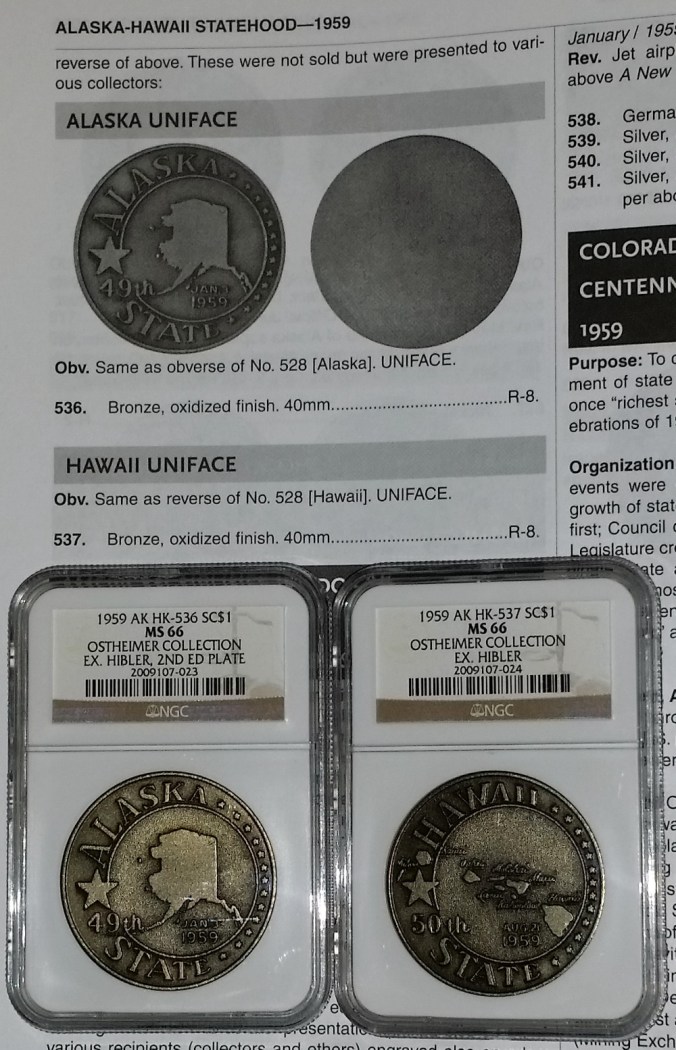 ALASKA-HAWAII STATEHOOD—1959
reverse of above. These were not sold but were presented to vari-
ous collectors:
ALASKA UNIFACE
ALASKA
49th
JAN 3
1959
STATE
Obv. Same as obverse of No. 528 [Alaska]. UNIFACE.
536. Bronze, oxidized finish. 40mm....................................R-8.
HAWAII UNIFACE
Obv. Same as reverse of No. 528 [Hawaii]. UNIFACE.
537. Bronze, oxidized finish. 40mm....................................R-8.
January / 195
Rev. Jet airp
above A New
538. Germa
539. Silver,
540. Silver,
541. Silver,
per abo
COLORAD
CENTENN
1959
Purpose: To
ment of state
once “richest
ebrations of 1
Organization
events were
growth of stat
first; Council
Legislature cr
1959 AK HK-536 SC$1
MS 66
OSTHEIMER COLLECTION
EX. HIBLER, 2ND ED PLATE
2009107-023
NGC
ALASKA
49th
JAN 3
1959
STATE
1959 AK HK-537 SC$1
MS 66
OSTHEIMER COLLECTION
EX. HIBLER
2009107-024
NGC
HAWAII
50th
AUG 21
1959
STATE
presentatio
various recipients (collectors and others) engraved also
Exch